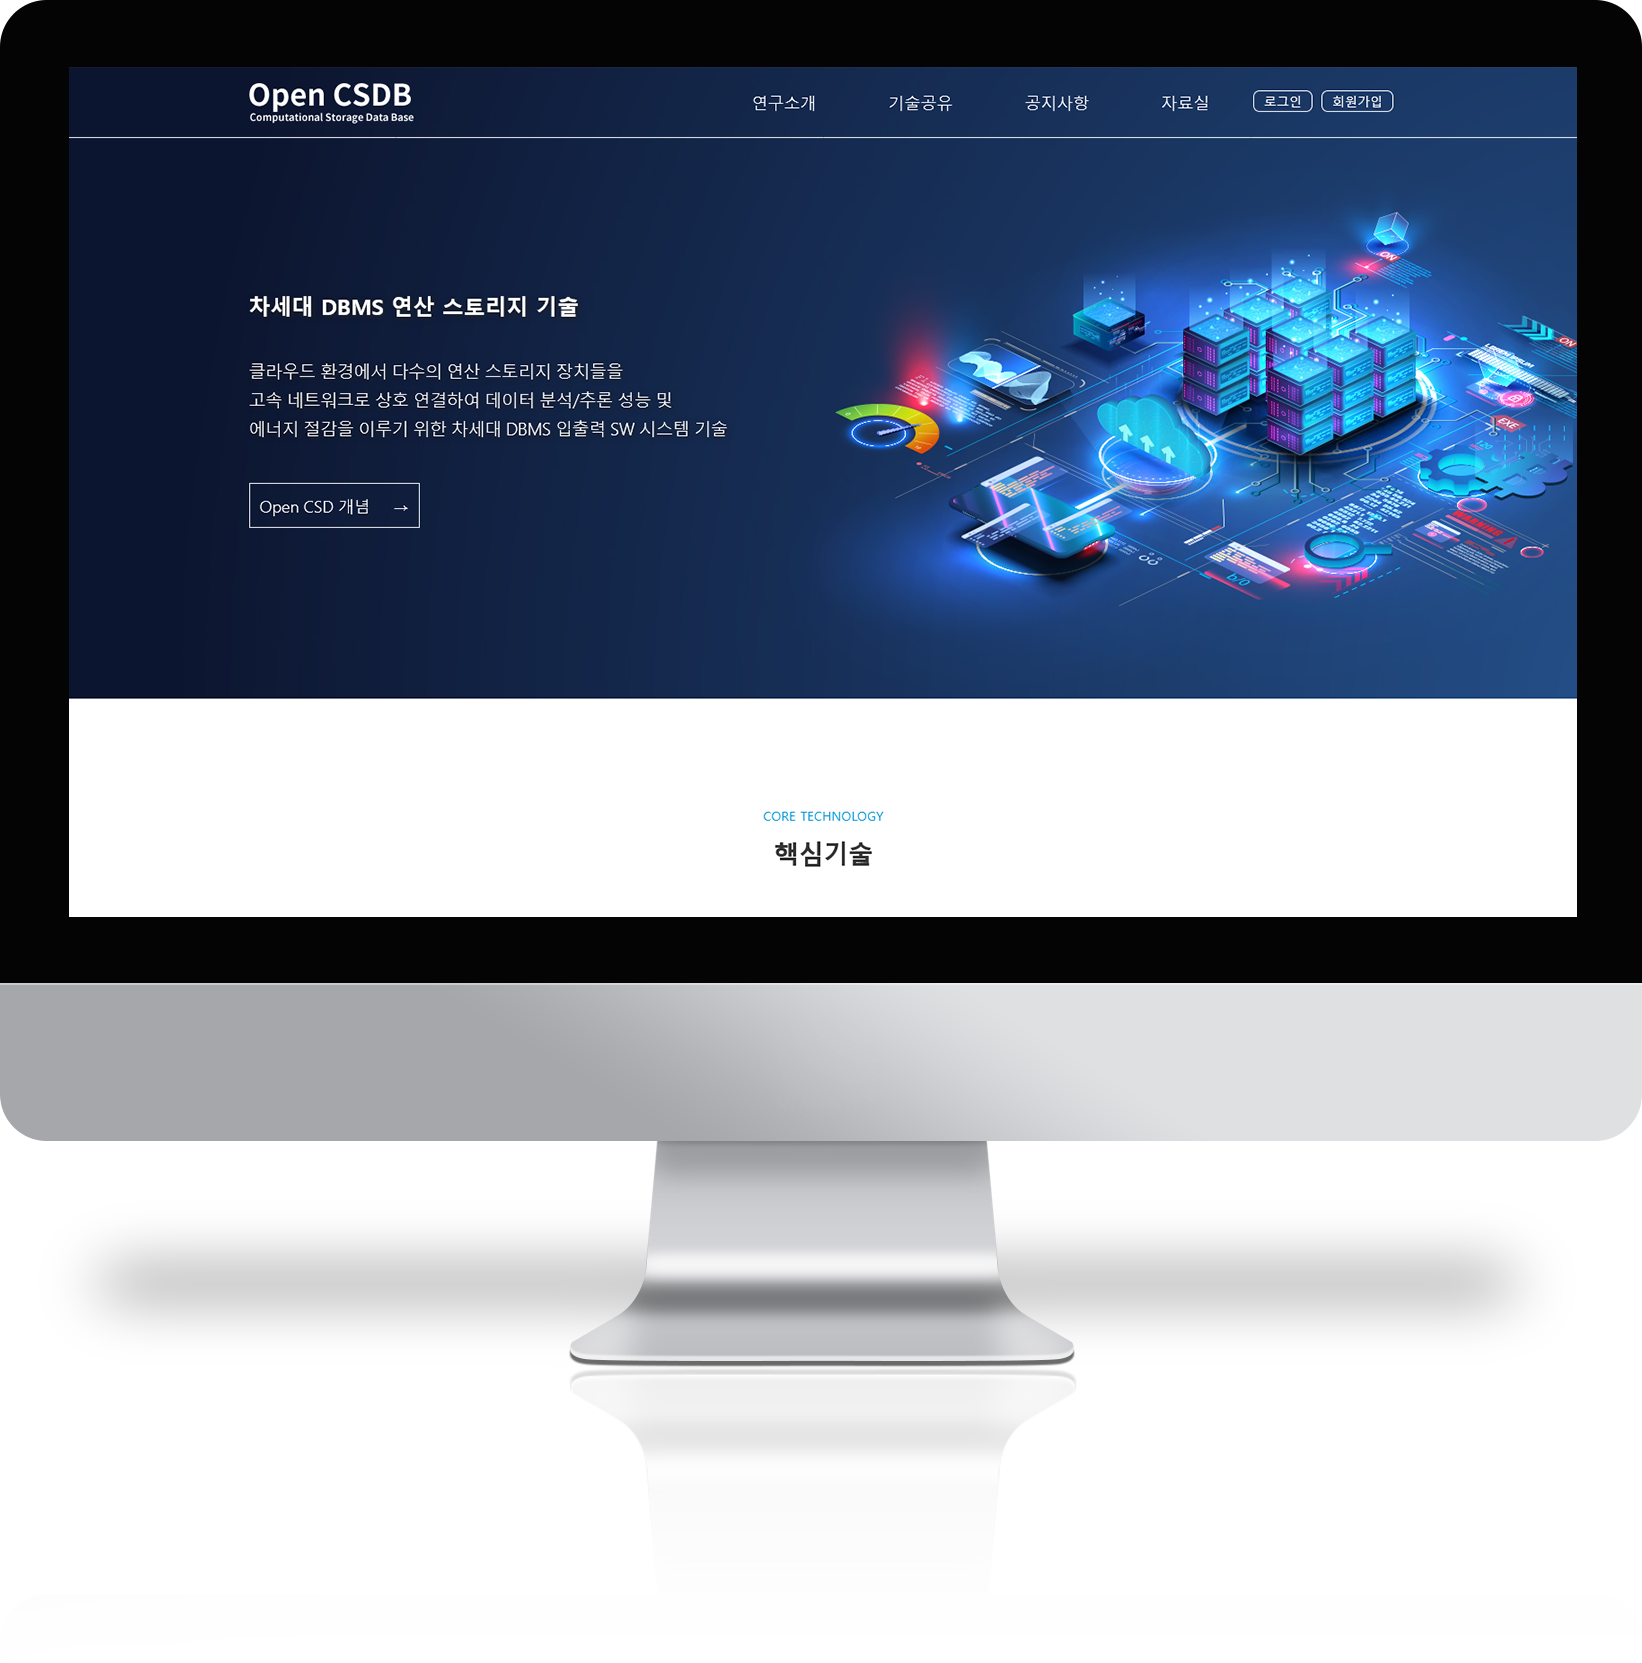 Open CSDB
Computational Storage Data Base
연구소개 기술공유 공지사항 자료실 로그인 회원가입
차세대 DBMS 연산 스토리지 기술
클라우드 환경에서 다수의 연산 스토리지 장치들을
고속 네트워크로 상호 연결하여 데이터 분석/추론 성능 및
에너지 절감을 이루기 위한 차세대 DBMS 입출력 SW 시스템 기술
Open CSD 개념 →
ON
ON
EXE
CORE TECHNOLOGY
핵심기술